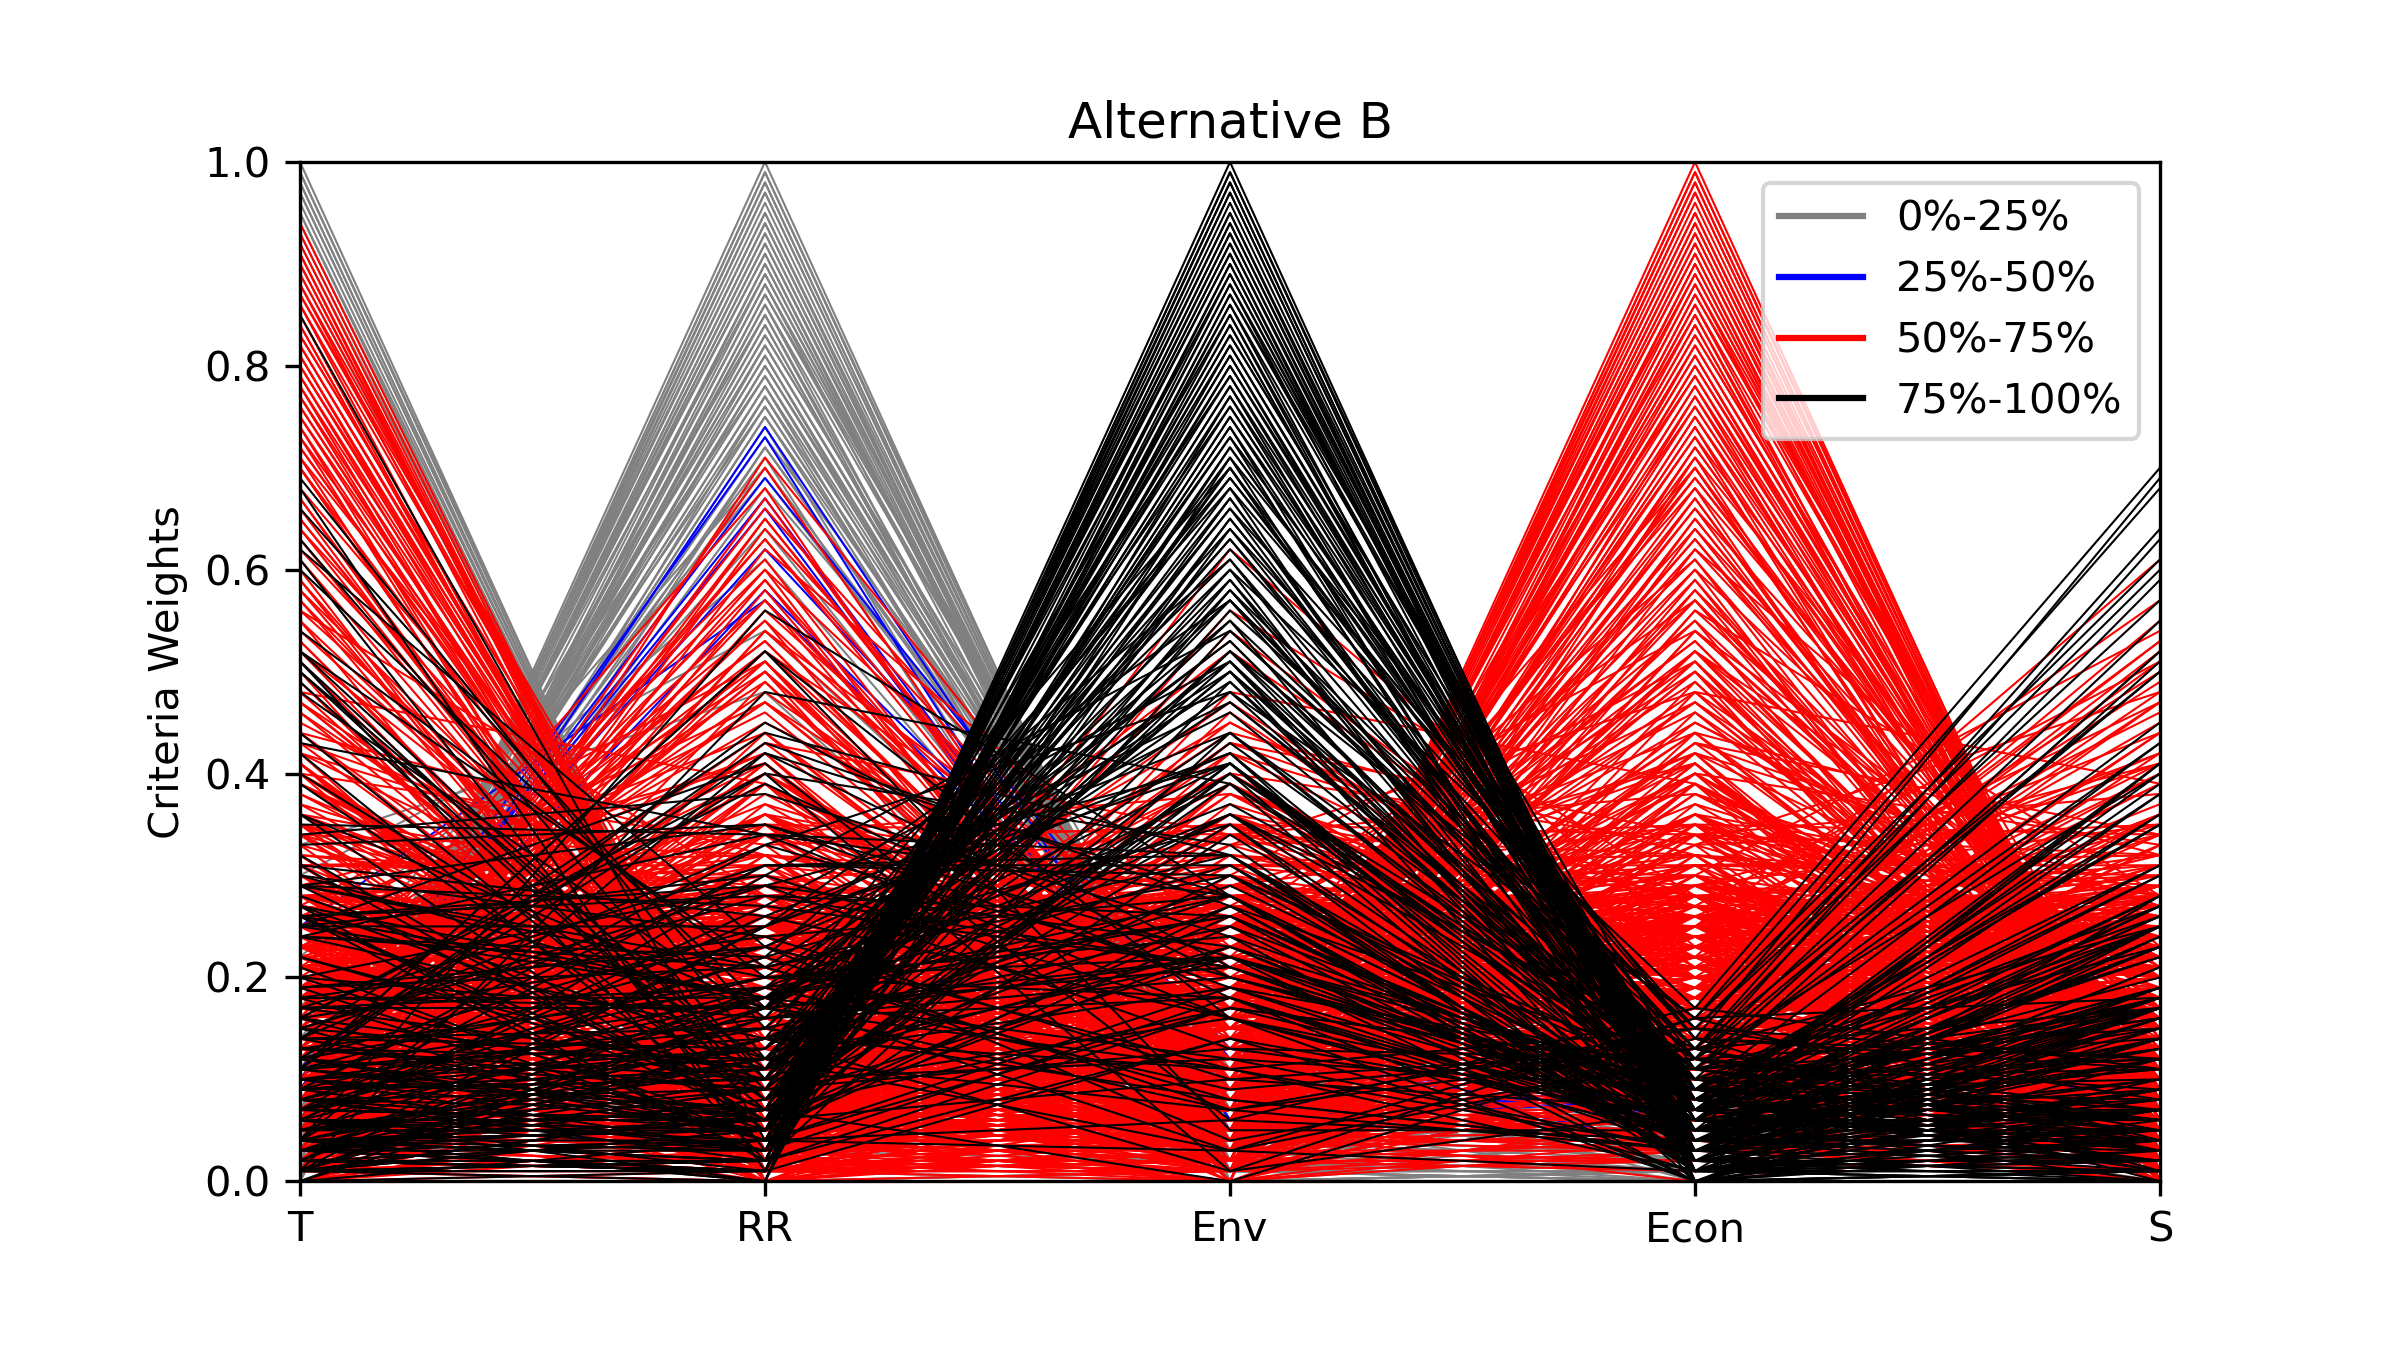 Alternative B
1.0
0.8
0.6
0.4
0.2
0.0
Criteria Weights
0%-25%
25%-50%
50%-75%
75%-100%
T
RR
Env
Econ
S